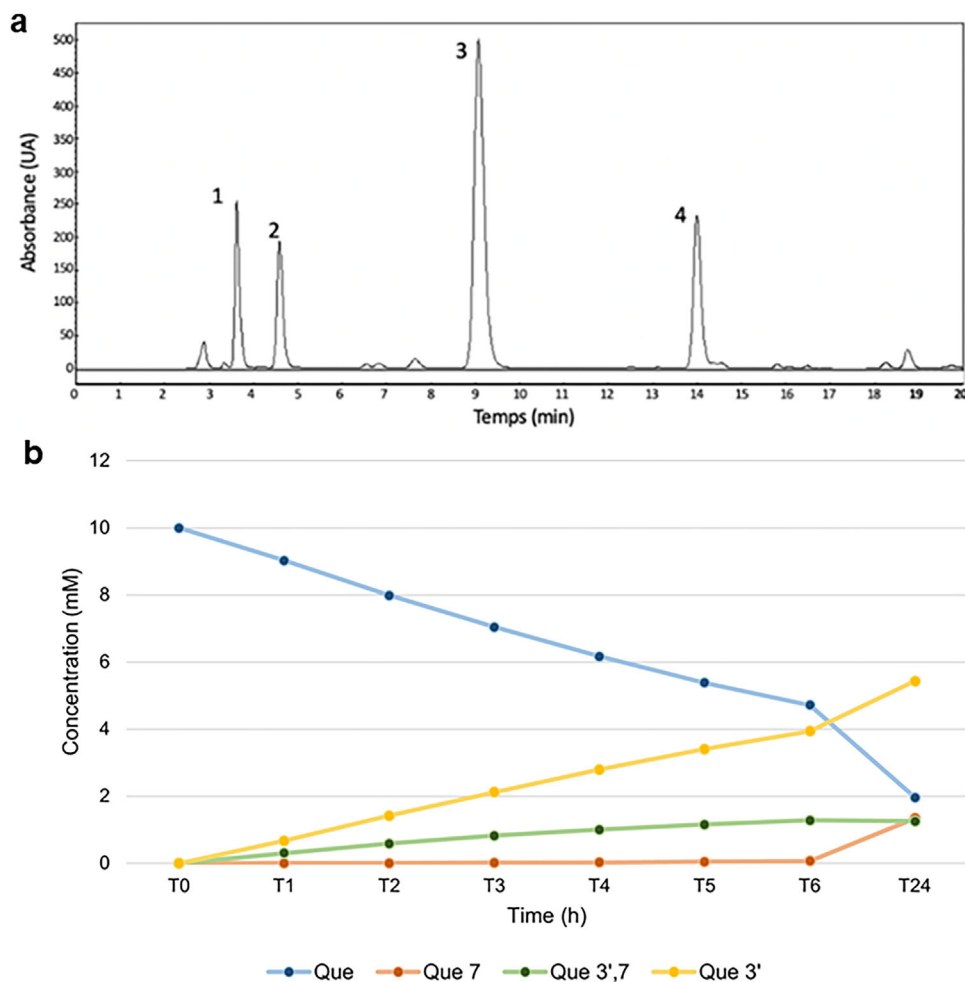 a
500
450
400
350
300
250
200
150
100
50
0
Absorbance (UA)
1
2
3
4
0 1 2 3 4 5 6 7 8 9 10 11 12 13 14 15 16 17 18 19 20
Temps (min)
b
12
10
8
6
4
2
0
Concentration (mM)
T0 T1 T2 T3 T4 T5 T6 T24
Time (h)
Que Que 7 Que 3',7 Que 3'